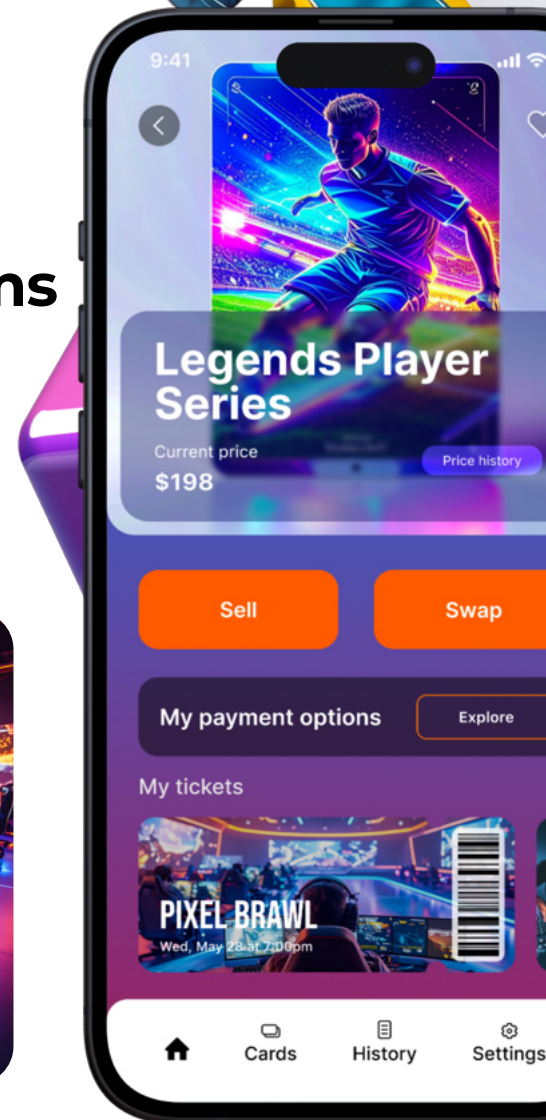 ns
9:41
Legends Player
Series
Current price
$198
Price history
Sell
Swap
My payment options
Explore
My tickets
PIXEL BRAWL
Wed, May 28 at 7:00pm
Cards
History
Settings